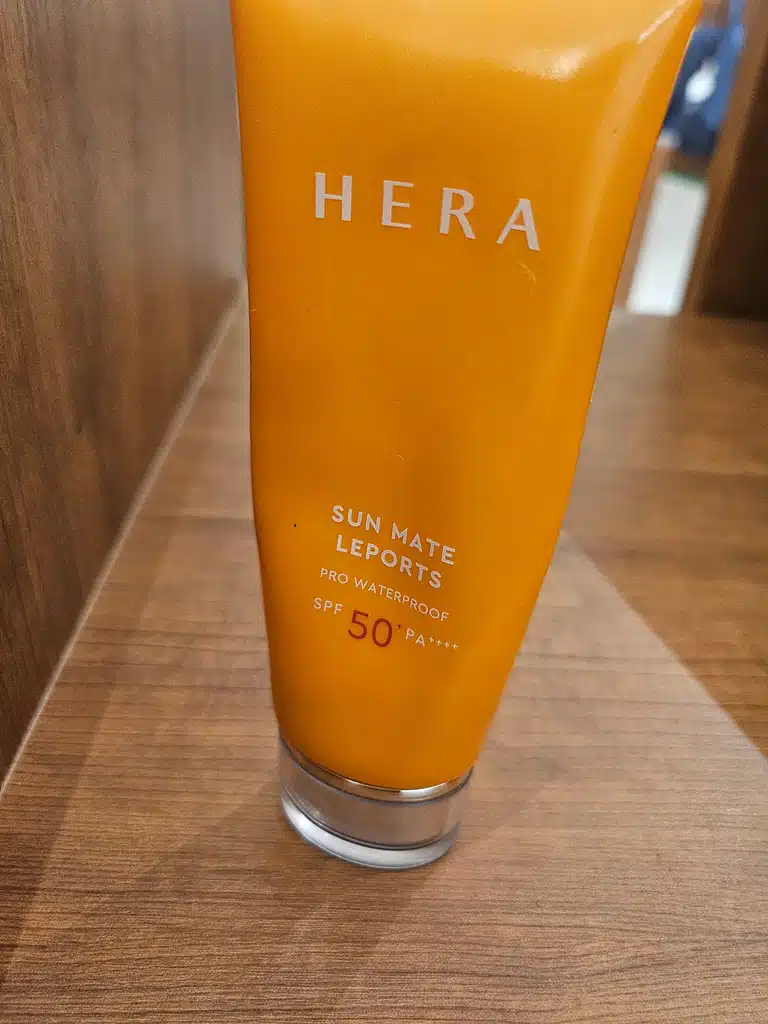 HERA
SUN MATE
LEPORTS
PRO WATERPROOF
SPF 50+ PA++++